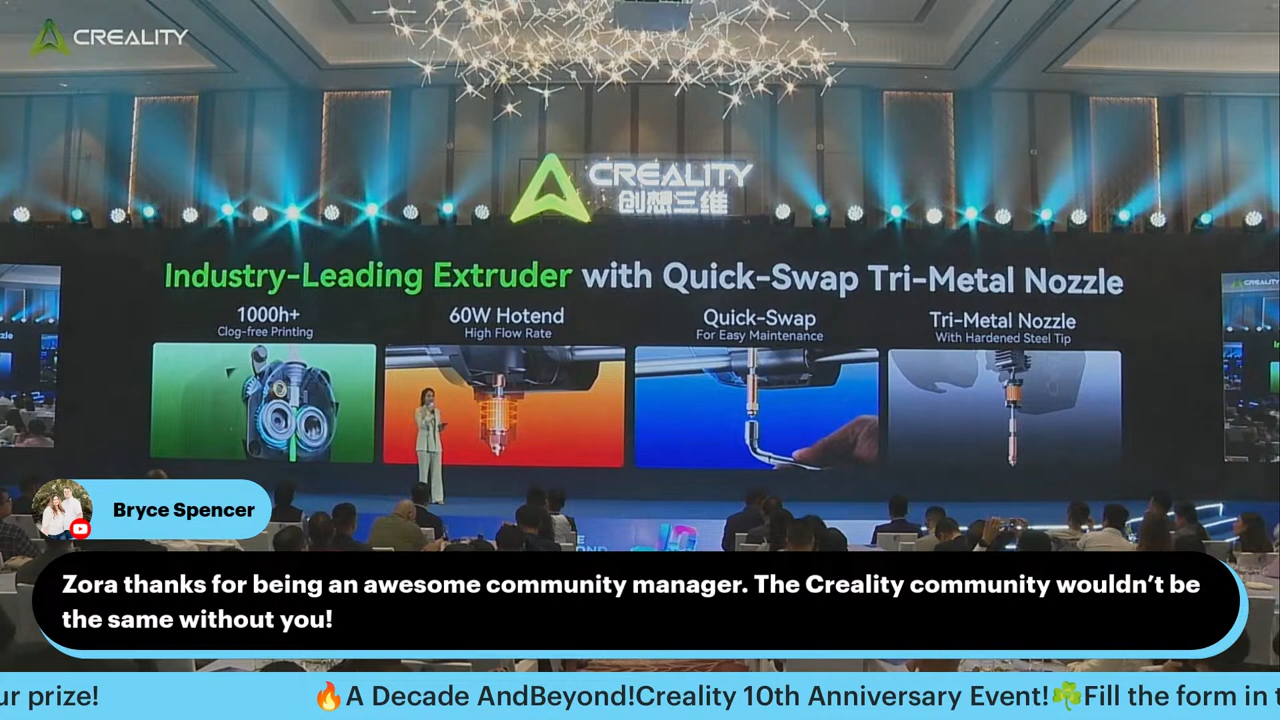 CREALITY
CREALITY
创想三维
Industry-Leading Extruder with Quick-Swap Tri-Metal Nozzle
1000h+
Clog-free Printing
60W Hotend
High Flow Rate
Quick-Swap
For Easy Maintenance
Tri-Metal Nozzle
With Hardened Steel Tip
Bryce Spencer
Zora thanks for being an awesome community manager. The Creality community wouldn’t be
the same without you!
ur prize! 🔥A Decade AndBeyond!Creality 10th Anniversary Event!☘️Fill the form in t